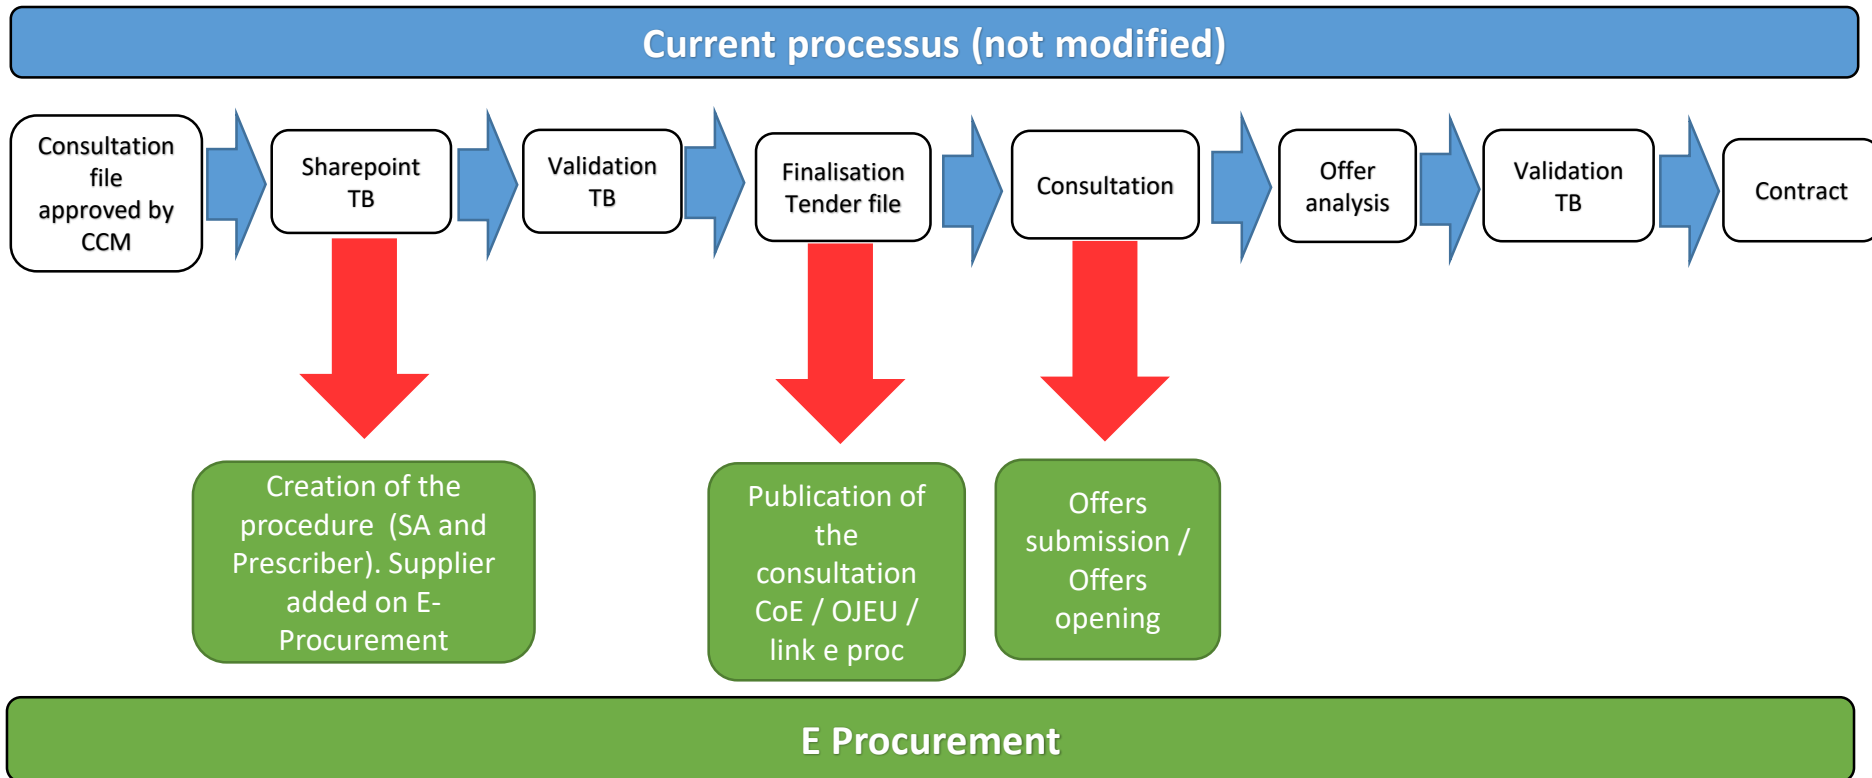 Current processus (not modified)
Consultation
file
approved by
CCM
Sharepoint
TB
Validation
TB
Finalisation
Tender file
Consultation
Offer
analysis
Validation
TB
Contract
Creation of the
procedure (SA and
Prescriber). Supplier
added on E-
Procurement
Publication of
the
consultation
CoE / OJEU /
link e proc
Offers
submission /
Offers
opening
E Procurement